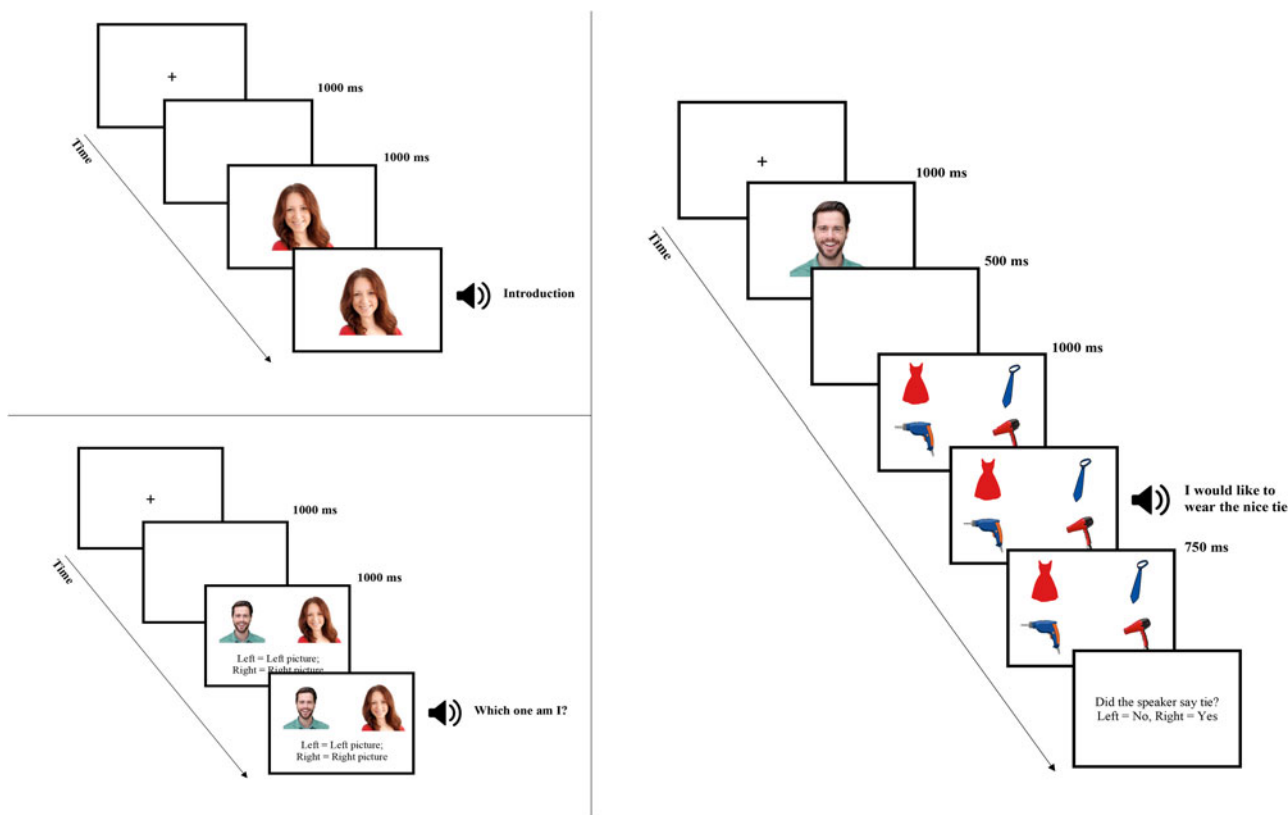 +
1000 ms
1000 ms
Time
Introduction
+
1000 ms
1000 ms
Time
Left = Left picture;
Right = Right picture
Left = Left picture;
Right = Right picture
Which one am I?
+
1000 ms
500 ms
1000 ms
Time
I would like to
wear the nice tie
750 ms
Did the speaker say tie?
Left = No, Right = Yes